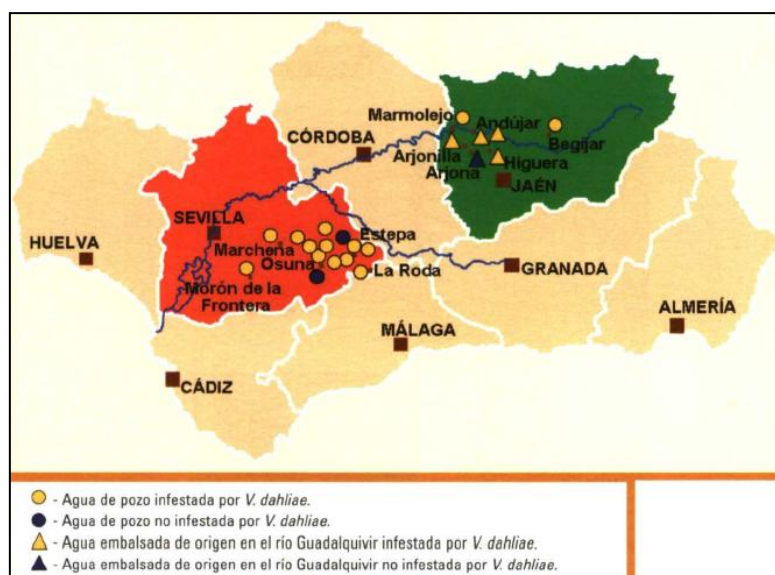 Marmolejo
Andújar
CÓRDOBA
Begíjar
Arjonilla
Higuera
Arjona
JAÉN
SEVILLA
Estepa
HUELVA
Marchena
Osuna
La Roda
GRANADA
Morón de la
Frontera
ALMERÍA
MÁLAGA
CÁDIZ
- Agua de pozo infestada por V. dahliae.
- Agua de pozo no infestada por V. dahliae.
- Agua embalsada de origen en el río Guadalquivir infestada por V. dahliae.
- Agua embalsada de origen en el río Guadalquivir no infestada por V. dahliae.